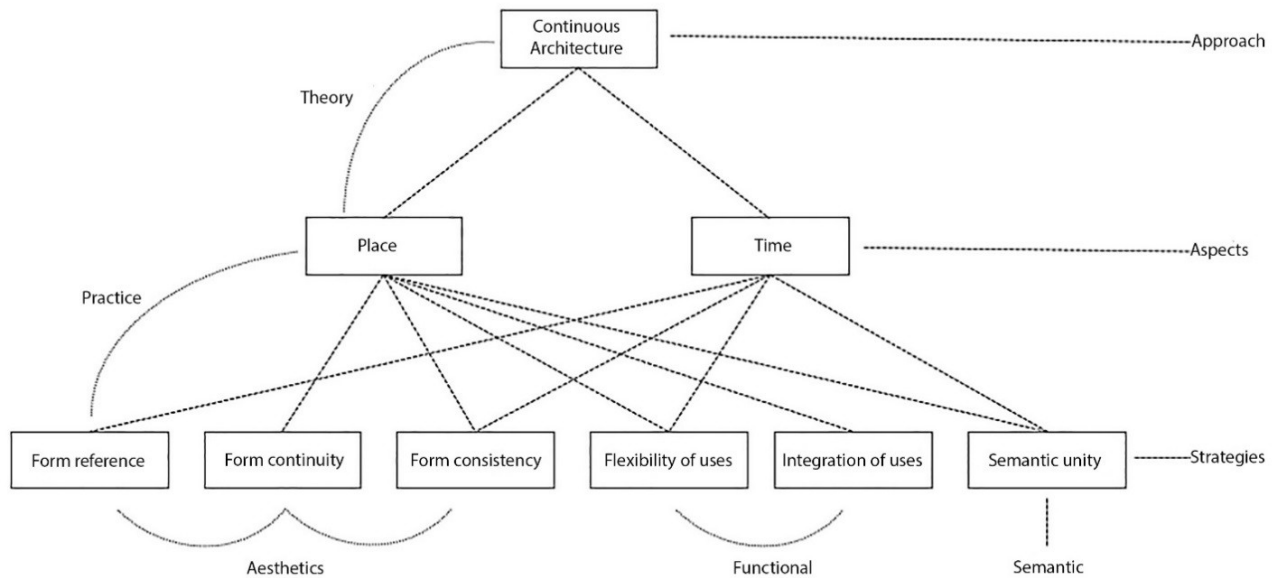 Continuous
Architecture
Approach
Theory
Place
Time
Aspects
Practice
Form reference
Form continuity
Form consistency
Flexibility of uses
Integration of uses
Semantic unity
Strategies
Aesthetics
Functional
Semantic